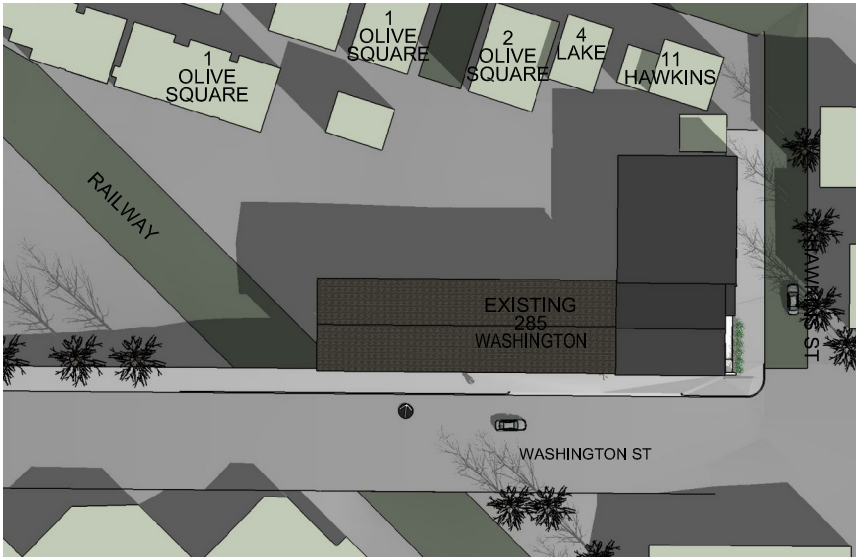 1
OLIVE
SQUARE
1
OLIVE
SQUARE
2
OLIVE
SQUARE
4
LAKE
11
HAWKINS
RAILWAY
EXISTING
285
WASHINGTON
HAWKINS ST
WASHINGTON ST